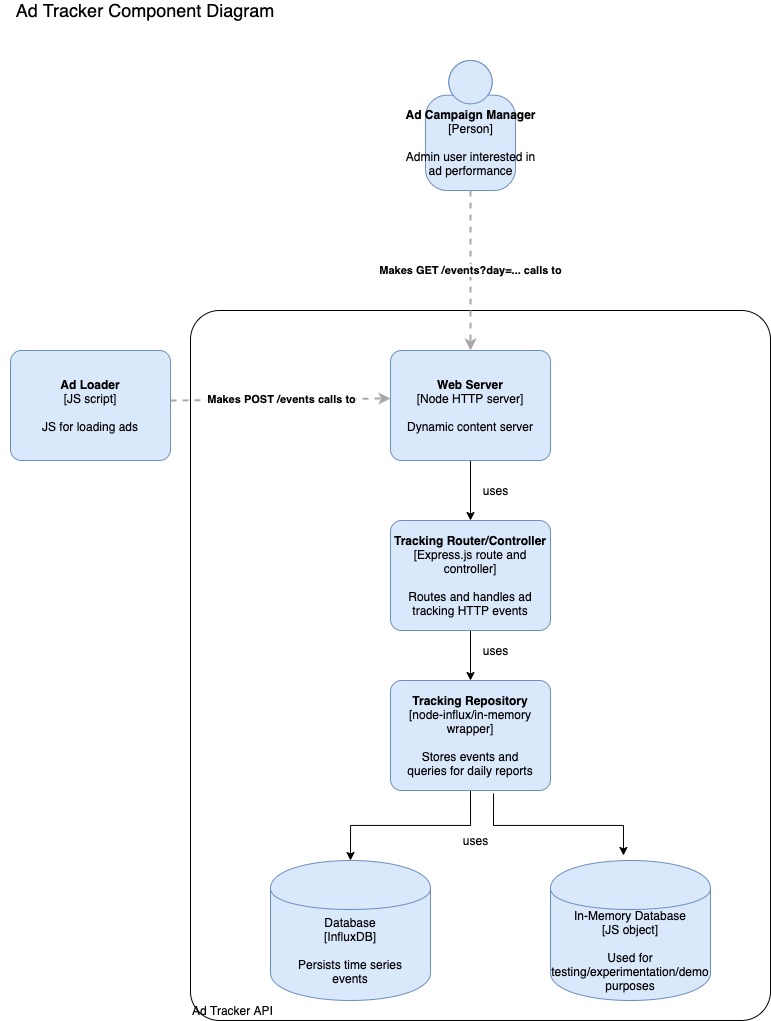 Ad Tracker Component Diagram
Ad Campaign Manager
[Person]
Admin user interested in
ad performance
Makes GET /events?day=... calls to
Ad Loader
[JS script]
JS for loading ads
Makes POST /events calls to
Web Server
[Node HTTP server]
Dynamic content server
uses
Tracking Router/Controller
[Express.js route and
controller]
Routes and handles ad
tracking HTTP events
uses
Tracking Repository
[node-influx/in-memory
wrapper]
Stores events and
queries for daily reports
uses
Database
[InfluxDB]
Persists time series
events
In-Memory Database
[JS object]
Used for
testing/experimentation/demo
purposes
Ad Tracker API